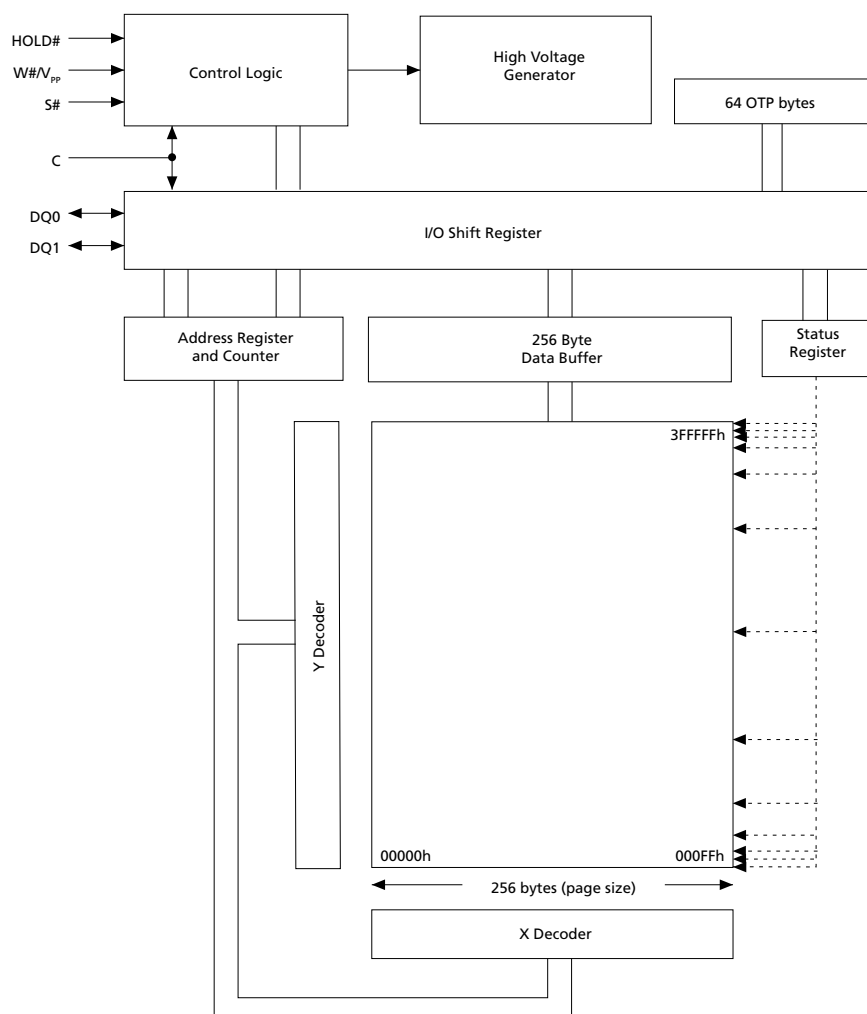 HOLD#
W#/Vpp
S#
Control Logic
High Voltage
Generator
64 OTP bytes
C
DQ0
DQ1
I/O Shift Register
Address Register
and Counter
256 Byte
Data Buffer
Status
Register
3FFFFFh
Y Decoder
00000h
000FFh
256 bytes (page size)
X Decoder